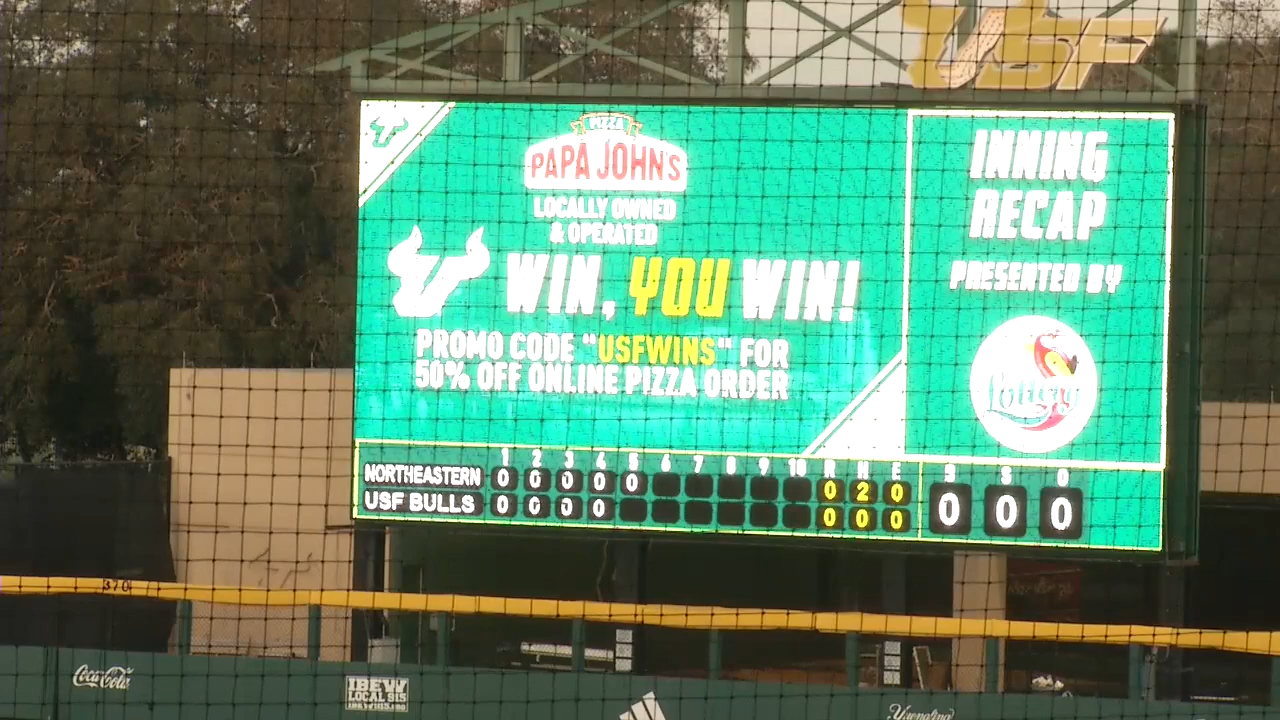 USF
PIZZA
PAPA JOHN'S
LOCALLY OWNED
& OPERATED
WIN, YOU WIN!
PROMO CODE "USFWINS" FOR
50% OFF ONLINE PIZZA ORDER
INNING
RECAP
PRESENTED BY
Lottery
1 2 3 4 5 6 7 8 9 10 R H E B S O
NORTHEASTERN 0 0 0 0 0 0 2 0
USF BULLS 0 0 0 0 0 0 0
0 0 0
370
Coca-Cola
IBEW
LOCAL 915
Yuengling